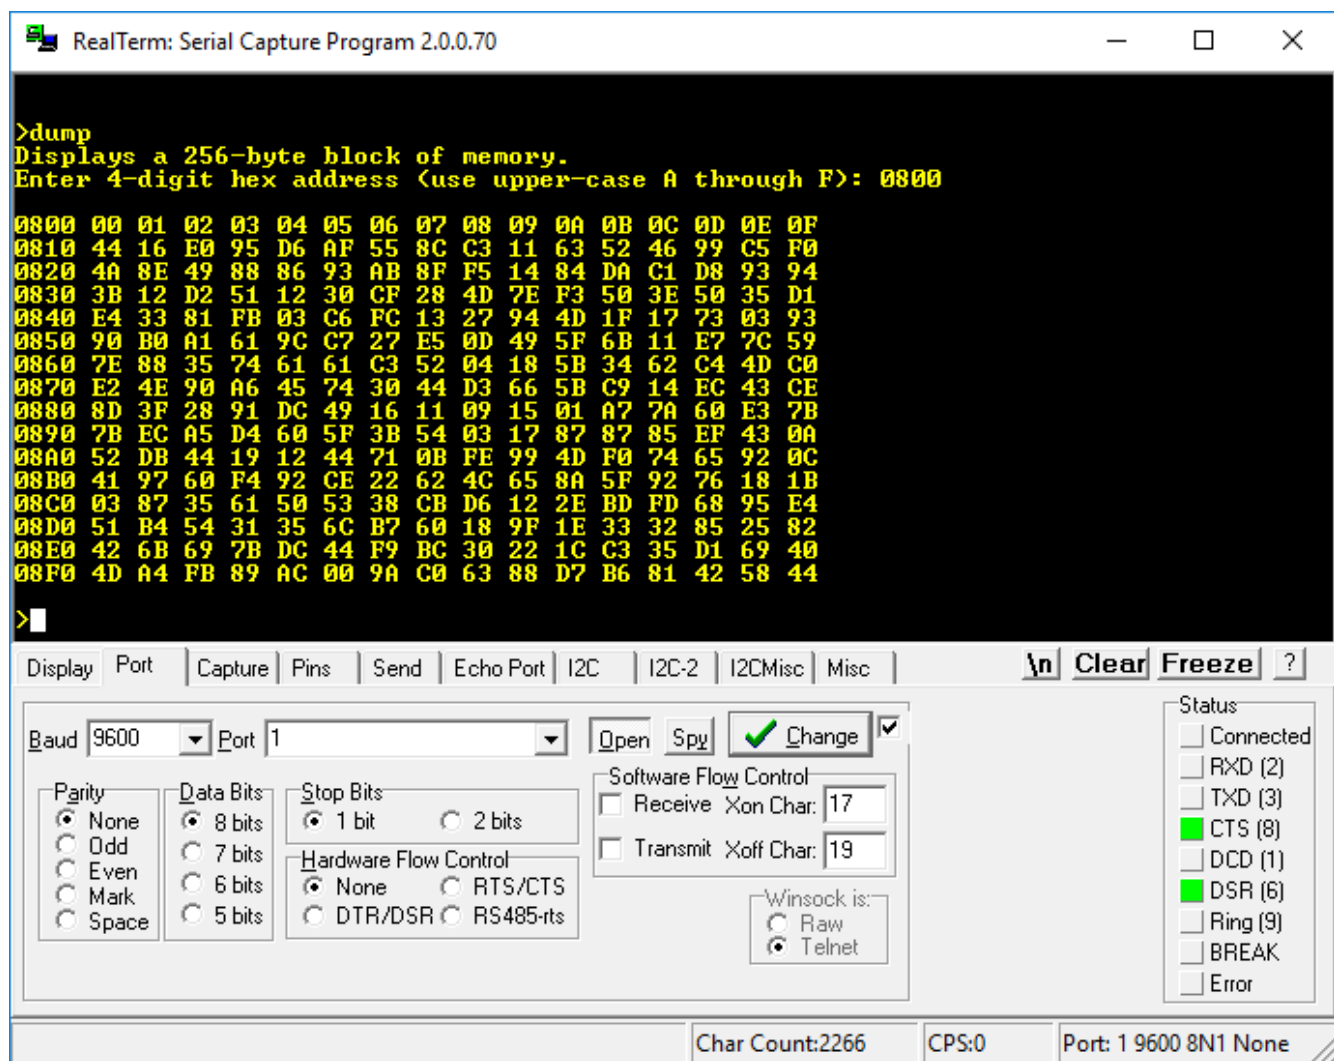 RealTerm: Serial Capture Program 2.0.0.70
>dump
Displays a 256-byte block of memory.
Enter 4-digit hex address (use upper-case A through F): 0800
0800 00 01 02 03 04 05 06 07 08 09 0A 0B 0C 0D 0E 0F
0810 44 16 E0 95 D6 AF 55 8C C3 11 63 52 46 99 C5 F0
0820 4A 8E 49 88 86 93 AB 8F F5 14 84 DA C1 D8 93 94
0830 3B 12 D2 51 12 30 CF 28 4D 7E F3 50 3E 50 35 D1
0840 E4 33 81 FB 03 C6 FC 13 27 94 4D 1F 17 73 03 93
0850 90 B0 A1 61 9C C7 27 E5 0D 49 5F 6B 11 E7 7C 59
0860 7E 88 35 74 61 61 C3 52 04 18 5B 34 62 C4 4D C0
0870 E2 4E 90 A6 45 74 30 44 D3 66 5B C9 14 EC 43 CE
0880 8D 3F 28 91 DC 49 16 11 09 15 01 A7 7A 60 E3 7B
0890 7B EC A5 D4 60 5F 3B 54 03 17 87 87 85 EF 43 0A
08A0 52 DB 44 19 12 44 71 0B FE 99 4D F0 74 65 92 0C
08B0 41 97 60 F4 92 CE 22 62 4C 65 8A 5F 92 76 18 1B
08C0 03 87 35 61 50 53 38 CB D6 12 2E BD FD 68 95 E4
08D0 51 B4 54 31 35 6C B7 60 18 9F 1E 33 32 85 25 82
08E0 42 6B 69 7B DC 44 F9 BC 30 22 1C C3 35 D1 69 40
08F0 4D A4 FB 89 AC 00 9A C0 63 88 D7 B6 81 42 58 44
>
Display Port Capture Pins Send Echo Port I2C I2C-2 I2CMisc Misc \n Clear Freeze ?
Baud 9600 Port 1 Open Spy Change
Parity
None
Odd
Even
Mark
Space
Data Bits
8 bits
7 bits
6 bits
5 bits
Stop Bits
1 bit 2 bits
Hardware Flow Control
None RTS/CTS
DTR/DSR RS485-rts
Software Flow Control
Receive Xon Char: 17
Transmit Xoff Char: 19
Winsock is:
Raw
Telnet
Status
Connected
RXD (2)
TXD (3)
CTS (8)
DCD (1)
DSR (6)
Ring (9)
BREAK
Error
Char Count:2266 CPS:0 Port: 1 9600 8N1 None